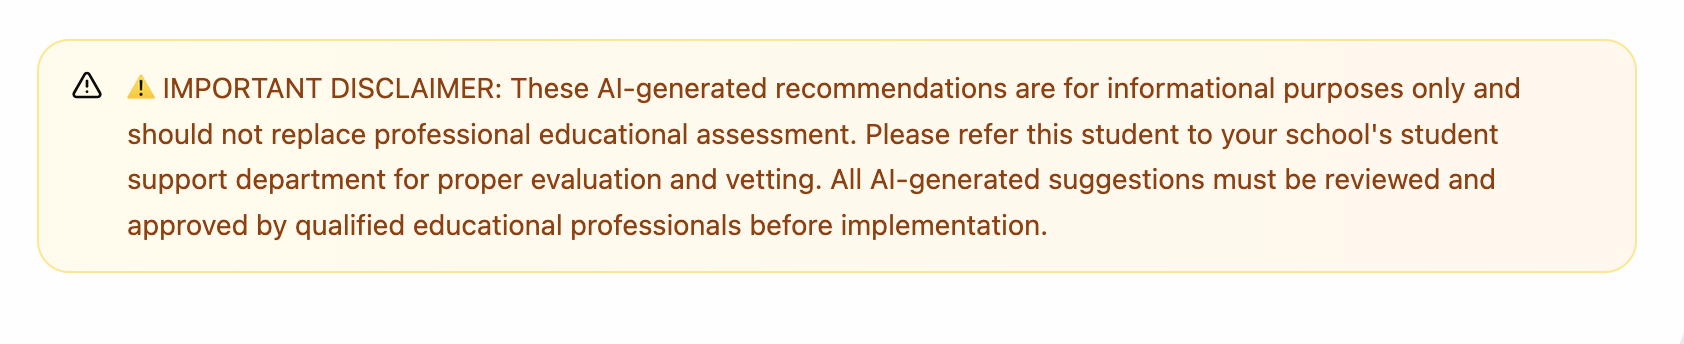 ⚠️ IMPORTANT DISCLAIMER: These AI-generated recommendations are for informational purposes only and
should not replace professional educational assessment. Please refer this student to your school's student
support department for proper evaluation and vetting. All AI-generated suggestions must be reviewed and
approved by qualified educational professionals before implementation.